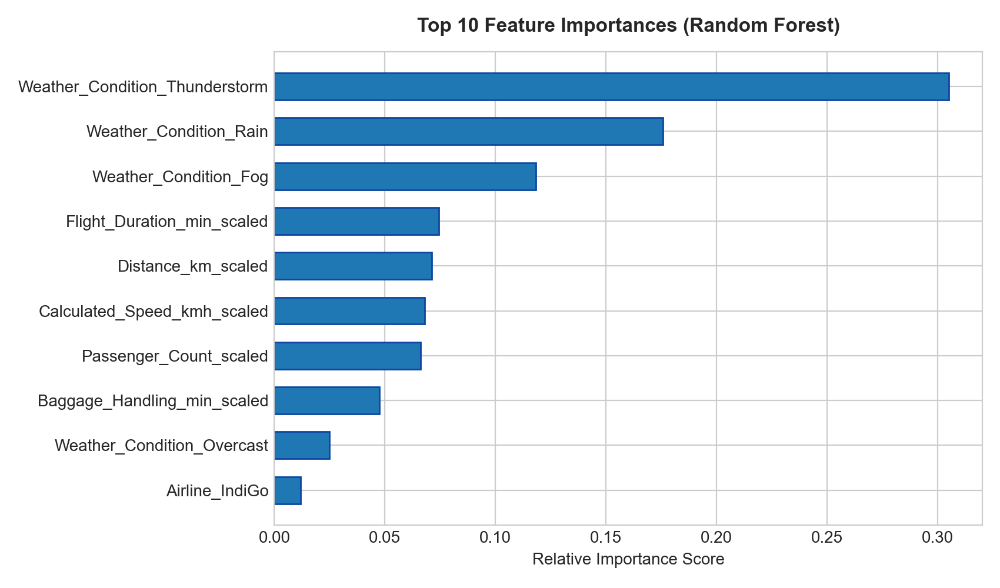 Top 10 Feature Importances (Random Forest)
Weather_Condition_Thunderstorm
Weather_Condition_Rain
Weather_Condition_Fog
Flight_Duration_min_scaled
Distance_km_scaled
Calculated_Speed_kmh_scaled
Passenger_Count_scaled
Baggage_Handling_min_scaled
Weather_Condition_Overcast
Airline_IndiGo
0.00 0.05 0.10 0.15 0.20 0.25 0.30
Relative Importance Score